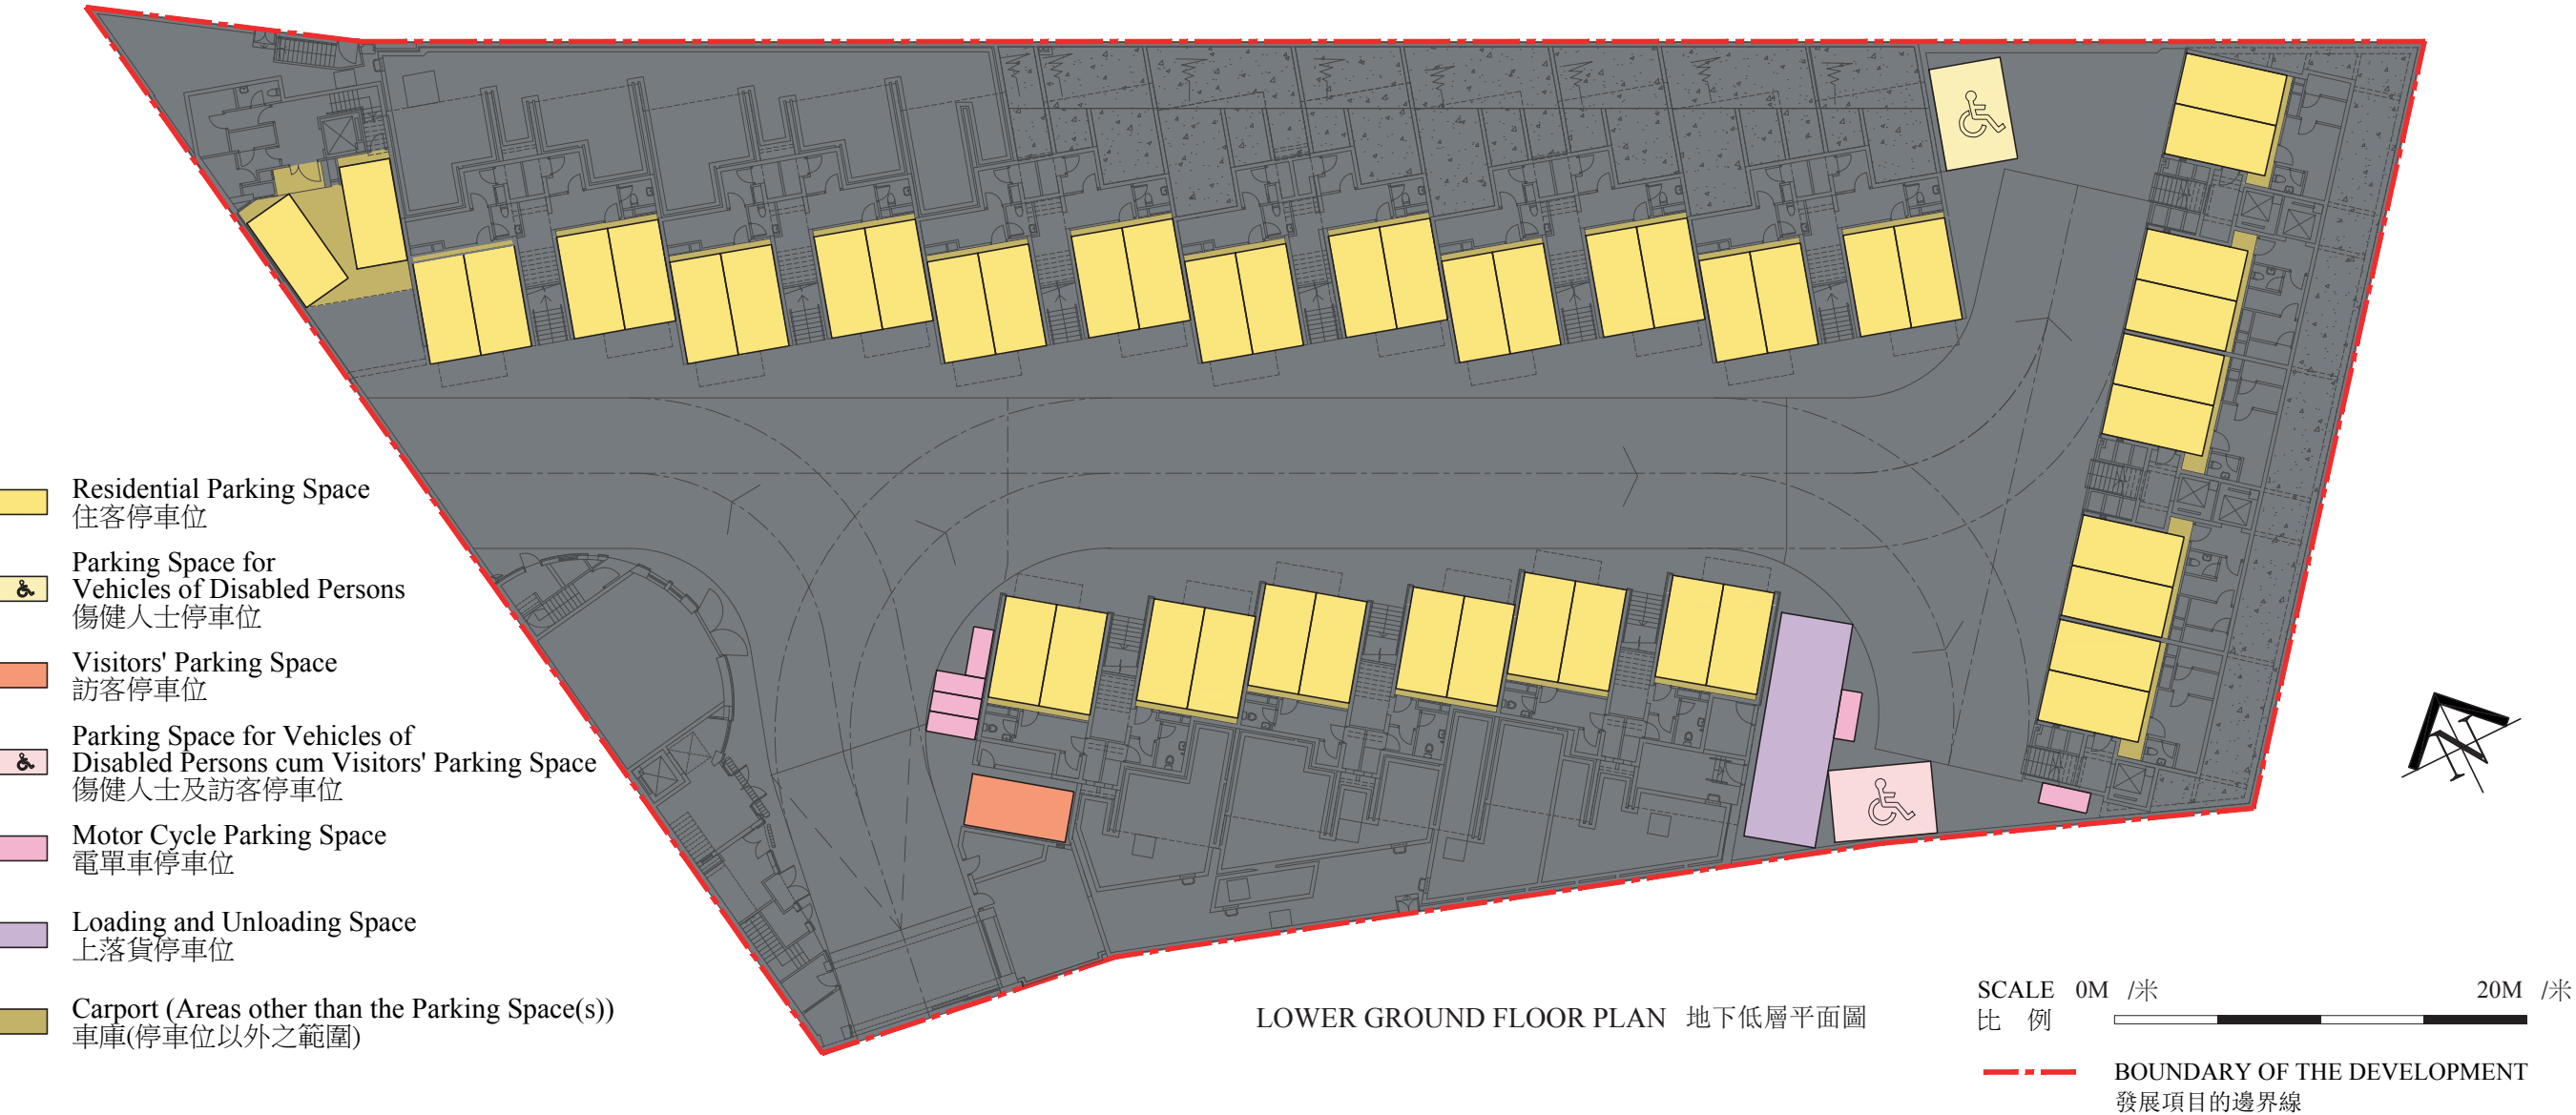 Residential Parking Space
住客停車位
Parking Space for
Vehicles of Disabled Persons
傷健人士停車位
Visitors' Parking Space
訪客停車位
Parking Space for Vehicles of
Disabled Persons cum Visitors' Parking Space
傷健人士及訪客停車位
Motor Cycle Parking Space
電單車停車位
Loading and Unloading Space
上落貨停車位
Carport (Areas other than the Parking Space(s))
車庫(停車位以外之範圍)
LOWER GROUND FLOOR PLAN 地下低層平面圖
SCALE 0M /米 20M /米
比 例
BOUNDARY OF THE DEVELOPMENT
發展項目的邊界線
N